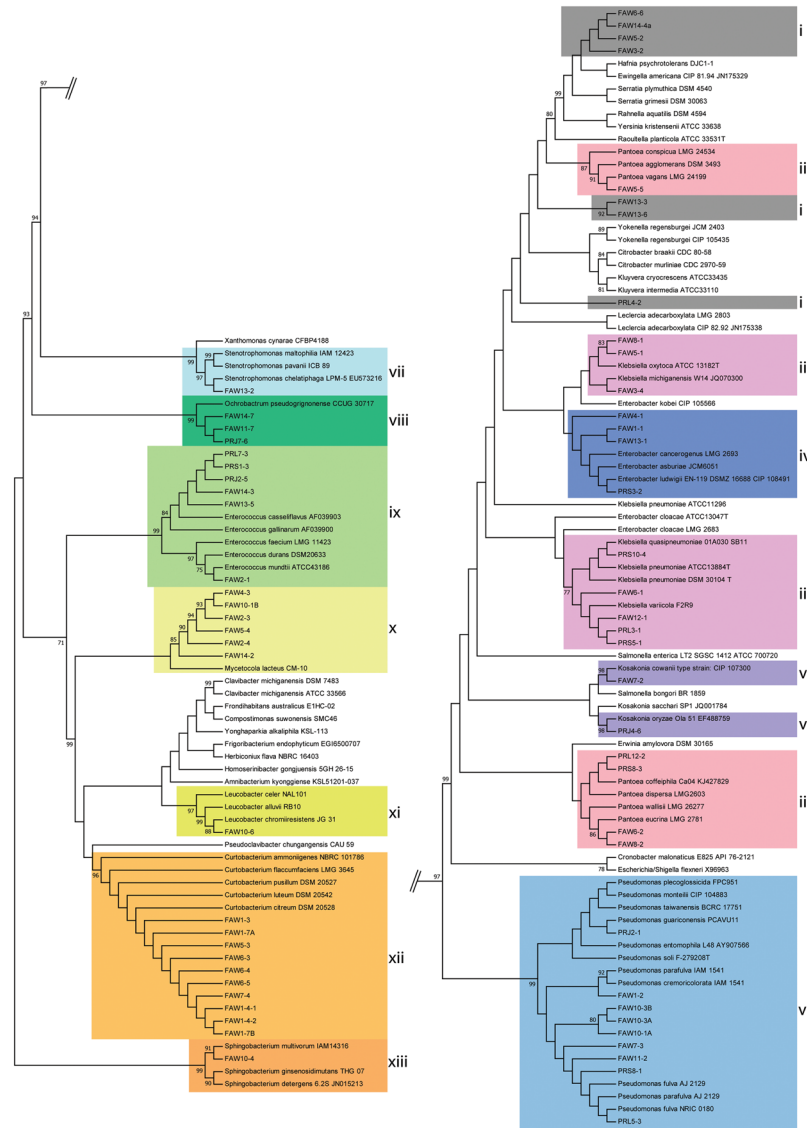 97
94
93
Xanthomonas cynarae CFBP4188
99
99
Stenotrophomonas maltophilia IAM 12423
Stenotrophomonas pavanii ICB 89
97
Stenotrophomonas chelatiphaga LPM-5 EU573216
FAW13-2
vii
Ochrobactrum pseudogrignonense CCUG 30717
99
FAW14-7
FAW11-7
PRJ7-6
viii
PRL7-3
PRS1-3
PRJ2-5
FAW14-3
FAW13-5
84
Enterococcus casseliflavus AF039903
99
Enterococcus gallinarum AF039900
Enterococcus faecium LMG 11423
97
Enterococcus durans DSM20633
75
Enterococcus mundtii ATCC43186
FAW2-1
ix
71
FAW4-3
93
FAW10-1B
94
FAW2-3
90
FAW5-4
85
FAW2-4
FAW14-2
Mycetocola lacteus CM-10
x
99
99
Clavibacter michiganensis DSM 7483
Clavibacter michiganensis ATCC 33566
Frondihabitans australicus E1HC-02
Compostimonas suwonensis SMC46
Yonghaparkia alkaliphila KSL-113
Frigoribacterium endophyticum EGI6500707
Herbiconiux flava NBRC 16403
Homoserinibacter gongjuensis 5GH 26-15
Amnibacterium kyonggiense KSL51201-037
Leucobacter celer NAL101
97
Leucobacter alluvii RB10
99
Leucobacter chromiiresistens JG 31
88
FAW10-6
xi
Pseudoclavibacter chungangensis CAU 59
Curtobacterium ammoniigenes NBRC 101786
96
Curtobacterium flaccumfaciens LMG 3645
Curtobacterium pusillum DSM 20527
Curtobacterium luteum DSM 20542
Curtobacterium citreum DSM 20528
FAW1-3
FAW1-7A
FAW5-3
FAW6-3
FAW6-4
FAW6-5
FAW7-4
FAW1-4-1
FAW1-4-2
FAW1-7B
xii
91
Sphingobacterium multivorum IAM14316
FAW10-4
99
Sphingobacterium ginsenosidimutans THG 07
90
Sphingobacterium detergens 6.2S JN015213
xiii
FAW6-6
FAW14-4a
FAW5-2
FAW3-2
i
Hafnia psychrotolerans DJC1-1
Ewingella americana CIP 81.94 JN175329
99
Serratia plymuthica DSM 4540
Serratia grimesii DSM 30063
80
Rahnella aquatilis DSM 4594
Yersinia kristensenii ATCC 33638
Raoultella planticola ATCC 33531T
Pantoea conspicua LMG 24534
87
Pantoea agglomerans DSM 3493
91
Pantoea vagans LMG 24199
FAW5-5
ii
FAW13-3
92
FAW13-6
i
89
Yokenella regensburgei JCM 2403
Yokenella regensburgei CIP 105435
84
Citrobacter braakii CDC 80-58
Citrobacter murliniae CDC 2970-59
Kluyvera cryocrescens ATCC33435
81
Kluyvera intermedia ATCC33110
PRL4-2
i
Leclercia adecarboxylata LMG 2803
Leclercia adecarboxylata CIP 82.92 JN175338
FAW8-1
83
FAW5-1
Klebsiella oxytoca ATCC 13182T
Klebsiella michiganensis W14 JQ070300
FAW3-4
ii
Enterobacter kobei CIP 105566
FAW4-1
FAW1-1
FAW13-1
Enterobacter cancerogenus LMG 2693
Enterobacter asburiae JCM6051
Enterobacter ludwigii EN-119 DSMZ 16688 CIP 108491
PRS3-2
iv
Klebsiella pneumoniae ATCC11296
Enterobacter cloacae ATCC13047T
Enterobacter cloacae LMG 2683
Klebsiella quasipneumoniae 01A030 SB11
PRS10-4
Klebsiella pneumoniae ATCC13884T
Klebsiella pneumoniae DSM 30104 T
77
FAW6-1
Klebsiella variicola F2R9
FAW12-1
PRL3-1
PRS5-1
ii
Salmonella enterica LT2 SGSC 1412 ATCC 700720
96
Kosakonia cowanii type strain: CIP 107300
FAW7-2
v
Salmonella bongori BR 1859
Kosakonia sacchari SP1 JQ001784
Kosakonia oryzae Ola 51 EF488759
98
PRJ4-6
v
Erwinia amylovora DSM 30165
PRL12-2
PRS8-3
Pantoea coffeiphila Ca04 KJ427829
Pantoea dispersa LMG2603
Pantoea wallisii LMG 26277
Pantoea eucrina LMG 2781
86
FAW6-2
FAW8-2
ii
99
Cronobacter malonaticus E825 API 76-2121
78
Escherichia/Shigella flexneri X96963
97
Pseudomonas plecoglossicida FPC951
Pseudomonas monteilii CIP 104883
Pseudomonas taiwanensis BCRC 17751
Pseudomonas guariconensis PCAVU11
PRJ2-1
Pseudomonas entomophila L48 AY907566
Pseudomonas soli F-279208T
99
92
Pseudomonas parafulva IAM 1541
Pseudomonas cremoricolorata IAM 1541
FAW1-2
FAW10-3B
80
FAW10-3A
FAW10-1A
FAW7-3
FAW11-2
PRS8-1
Pseudomonas fulva AJ 2129
Pseudomonas parafulva AJ 2129
Pseudomonas fulva NRIC 0180
PRL5-3
v